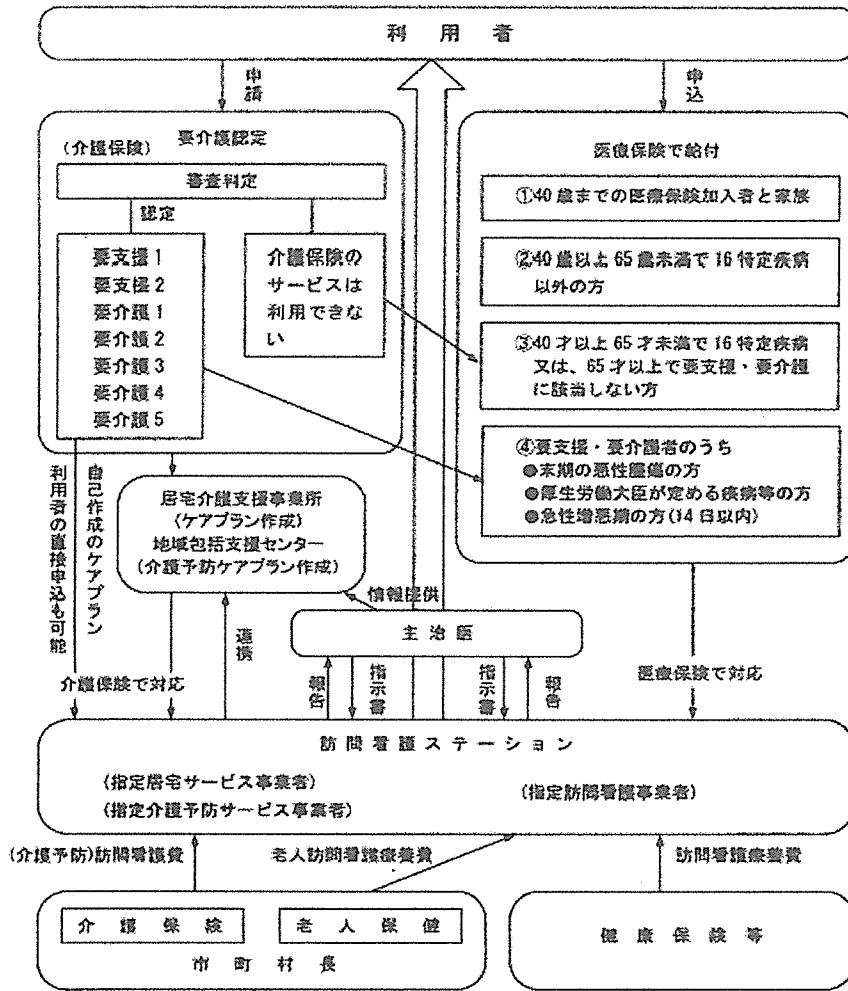 利用者
申請
申込
(介護保険)
要介護認定
審査判定
認定
要支援1
要支援2
要介護1
要介護2
要介護3
要介護4
要介護5
介護保険の
サービスは
利用できな
い
医療保険で給付
①40歳までの医療保険加入者と家族
②40歳以上65歳未満で16特定疾病
以外の方
③40才以上65才未満で16特定疾病
又は、65才以上で要支援・要介護
に該当しない方
④要支援・要介護者のうち
●末期の悪性腫瘍の方
●厚生労働大臣が定める疾病等の方
●急性増悪期の方(14日以内)
自己作成のケアプラン
利用者の直接申込も可能
居宅介護支援事業所
(ケアプラン作成)
地域包括支援センター
(介護予防ケアプラン作成)
情報提供
主治医
介護保険で対応
連携
報告
指示書
指示書
報告
医療保険で対応
訪問看護ステーション
(指定居宅サービス事業者)
(指定介護予防サービス事業者)
(指定訪問看護事業者)
(介護予防)訪問看護費
老人訪問看護療養費
訪問看護療養費
介護保険
老人保健
市町村長
健康保険等